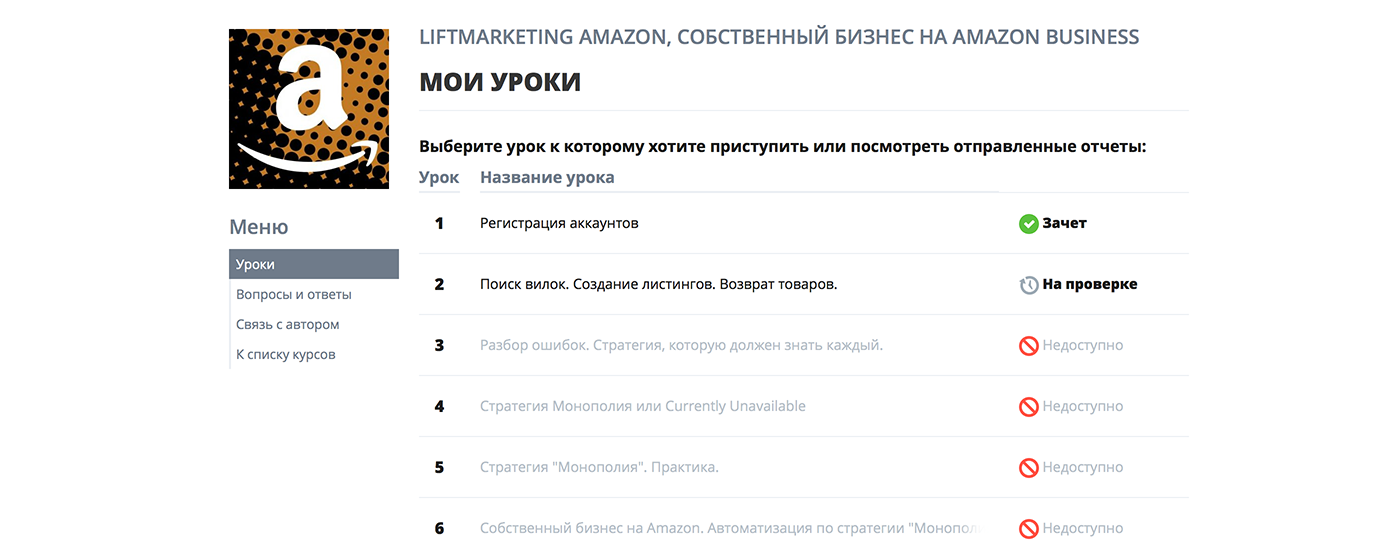 LIFTMARKETING AMAZON, СОБСТВЕННЫЙ БИЗНЕС НА AMAZON BUSINESS
МОИ УРОКИ
Выберите урок к которому хотите приступить или посмотреть отправленные отчеты:
Урок Название урока
1 Регистрация аккаунтов Зачет
2 Поиск вилок. Создание листингов. Возврат товаров. На проверке
3 Разбор ошибок. Стратегия, которую должен знать каждый. Недоступно
4 Стратегия Монополия или Currently Unavailable Недоступно
5 Стратегия "Монополия". Практика. Недоступно
6 Собственный бизнес на Amazon. Автоматизация по стратегии "Монопол Недоступно
a
Меню
Уроки
Вопросы и ответы
Связь с автором
К списку курсов